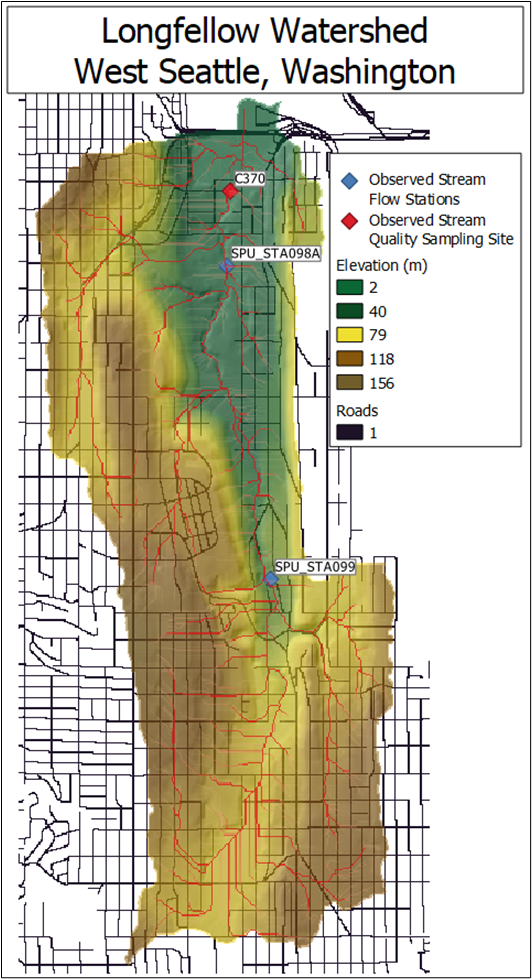 Longfellow Watershed
West Seattle, Washington
C370
SPU_STA098A
SPU_STA099
Observed Stream
Flow Stations
Observed Stream
Quality Sampling Site
Elevation (m)
2
40
79
118
156
Roads
1